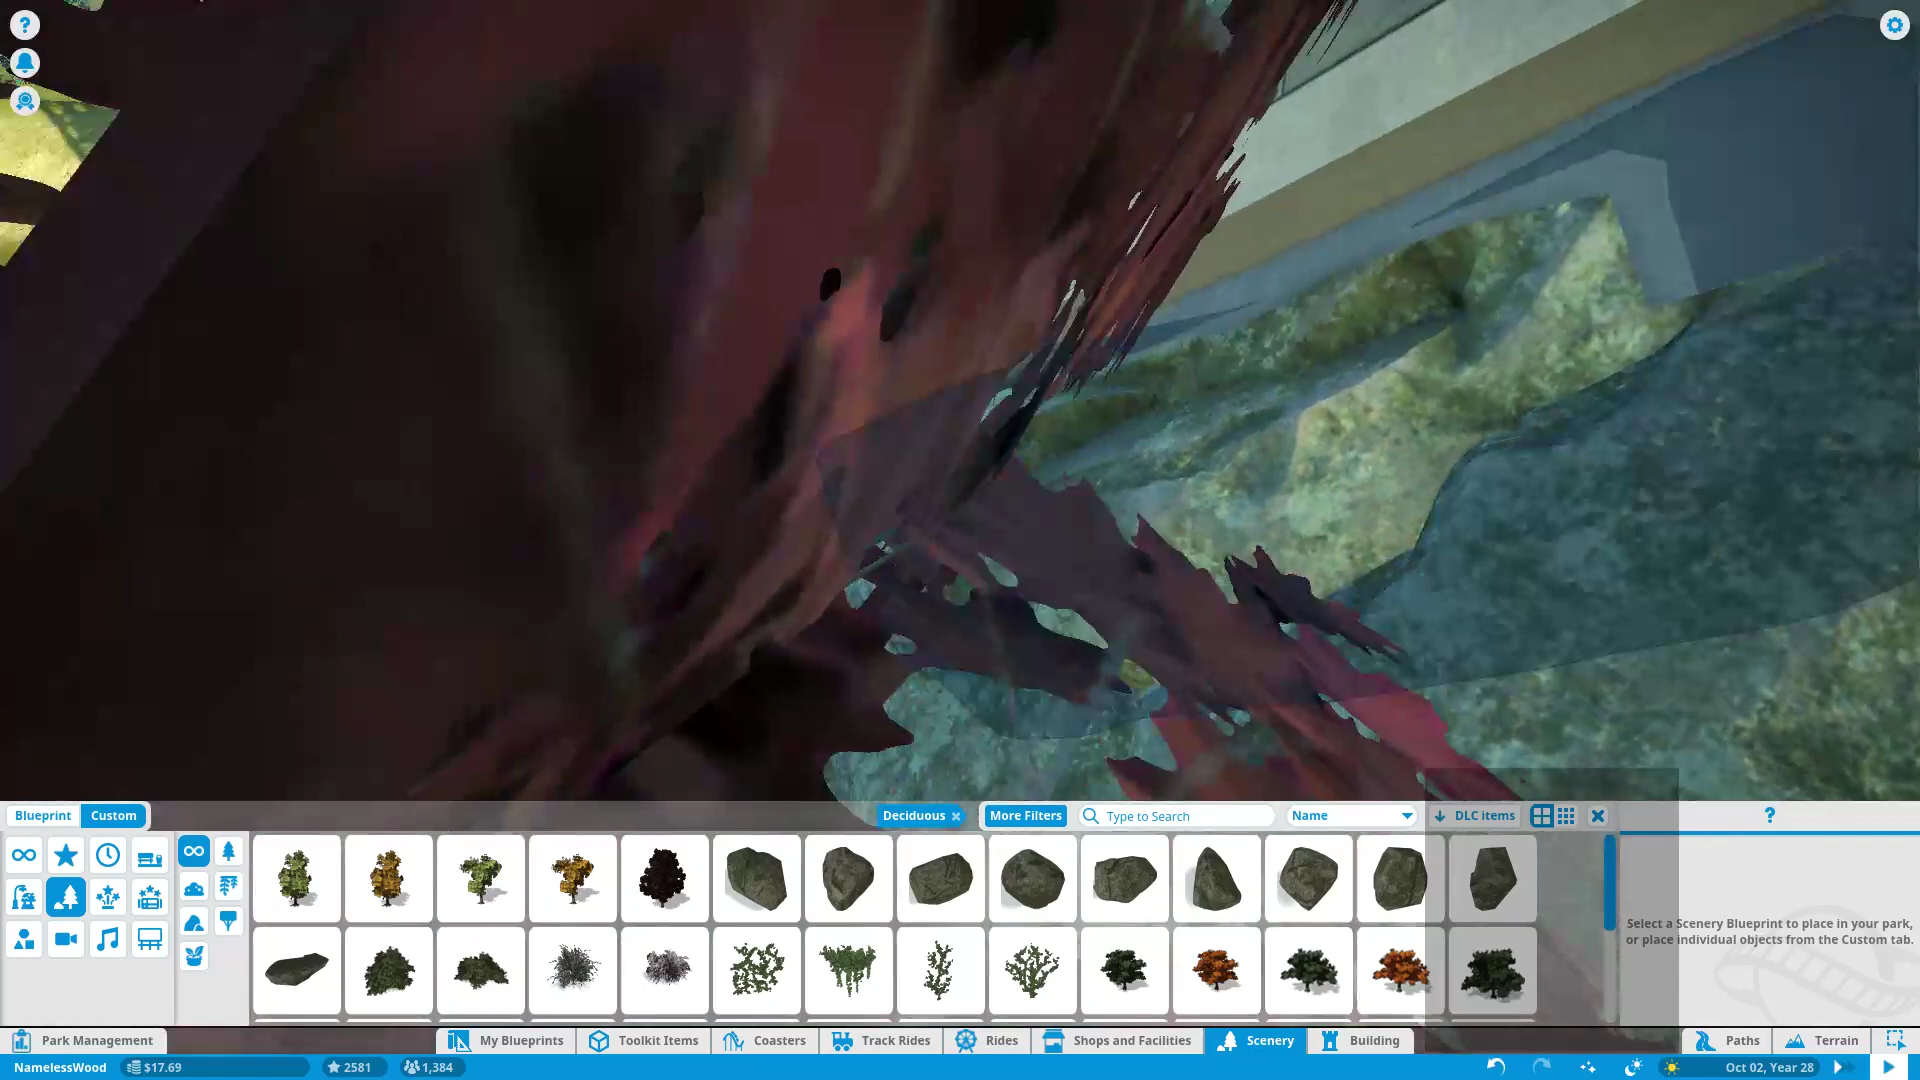 Blueprint
Custom
Deciduous
More Filters
Type to Search
Name
DLC items
Select a Scenery Blueprint to place in your park,
or place individual objects from the Custom tab.
Park Management
My Blueprints
Toolkit Items
Coasters
Track Rides
Rides
Shops and Facilities
Scenery
Building
Paths
Terrain
NamelessWood
$17.69
2581
1,384
Oct 02, Year 28